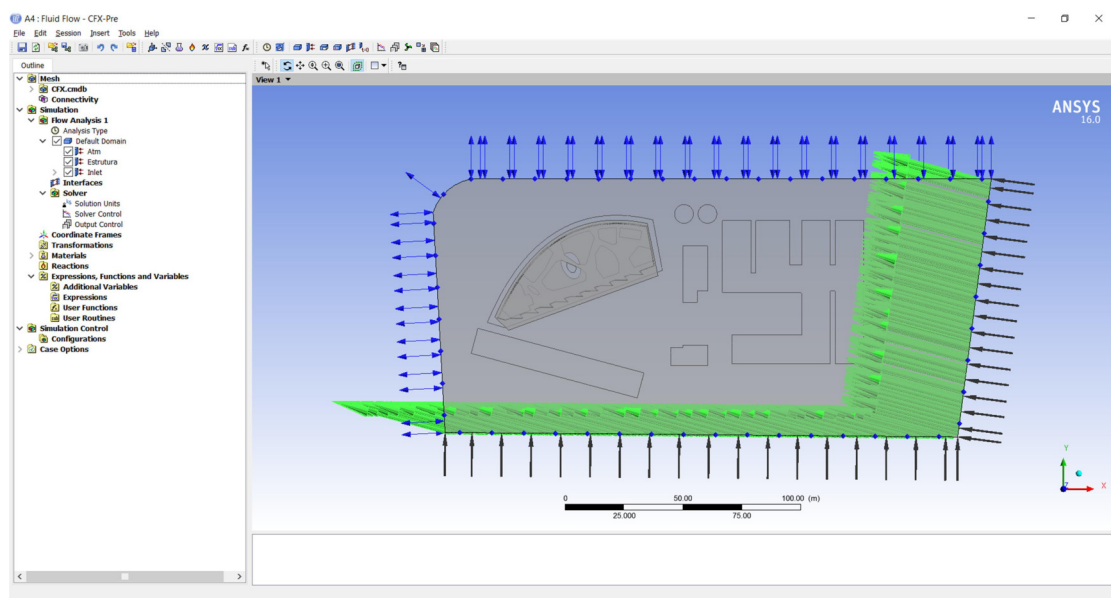 A4 : Fluid Flow - CFX-Pre
File Edit Session Insert Tools Help
Outline
Mesh
CFX.cmdb
Connectivity
Simulation
Flow Analysis 1
Analysis Type
Default Domain
Atm
Estrutura
Inlet
Interfaces
Solver
Solution Units
Solver Control
Output Control
Coordinate Frames
Transformations
Materials
Reactions
Expressions, Functions and Variables
Additional Variables
Expressions
User Functions
User Routines
Simulation Control
Configurations
Case Options
View 1
ANSYS
16.0
0 50.00 100.00 (m)
25.000 75.00
Y
X
Z